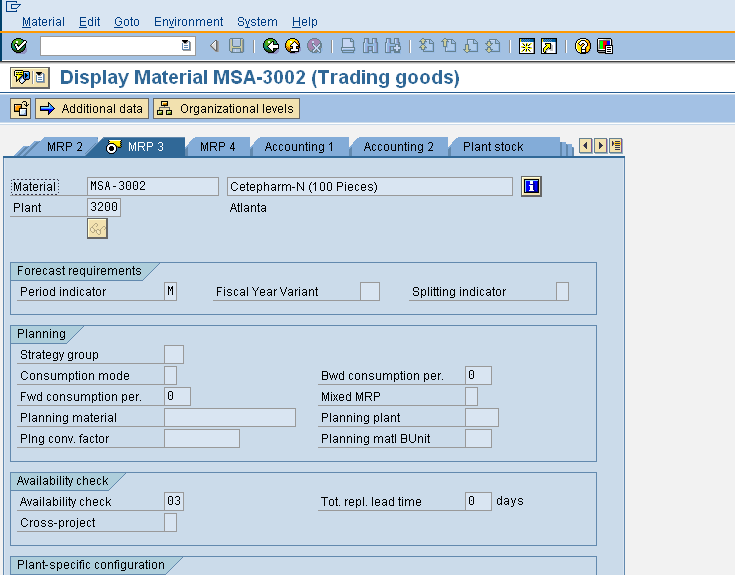 Material Edit Goto Environment System Help
Display Material MSA-3002 (Trading goods)
Additional data Organizational levels
MRP 2 MRP 3 MRP 4 Accounting 1 Accounting 2 Plant stock
Material MSA-3002 Cetepharm-N (100 Pieces)
Plant 3200 Atlanta
Forecast requirements
Period indicator M Fiscal Year Variant Splitting indicator
Planning
Strategy group
Consumption mode Bwd consumption per. 0
Fwd consumption per. 0 Mixed MRP
Planning material Planning plant
Plng conv. factor Planning matl BUnit
Availability check
Availability check 03 Tot. repl. lead time 0 days
Cross-project
Plant-specific configuration